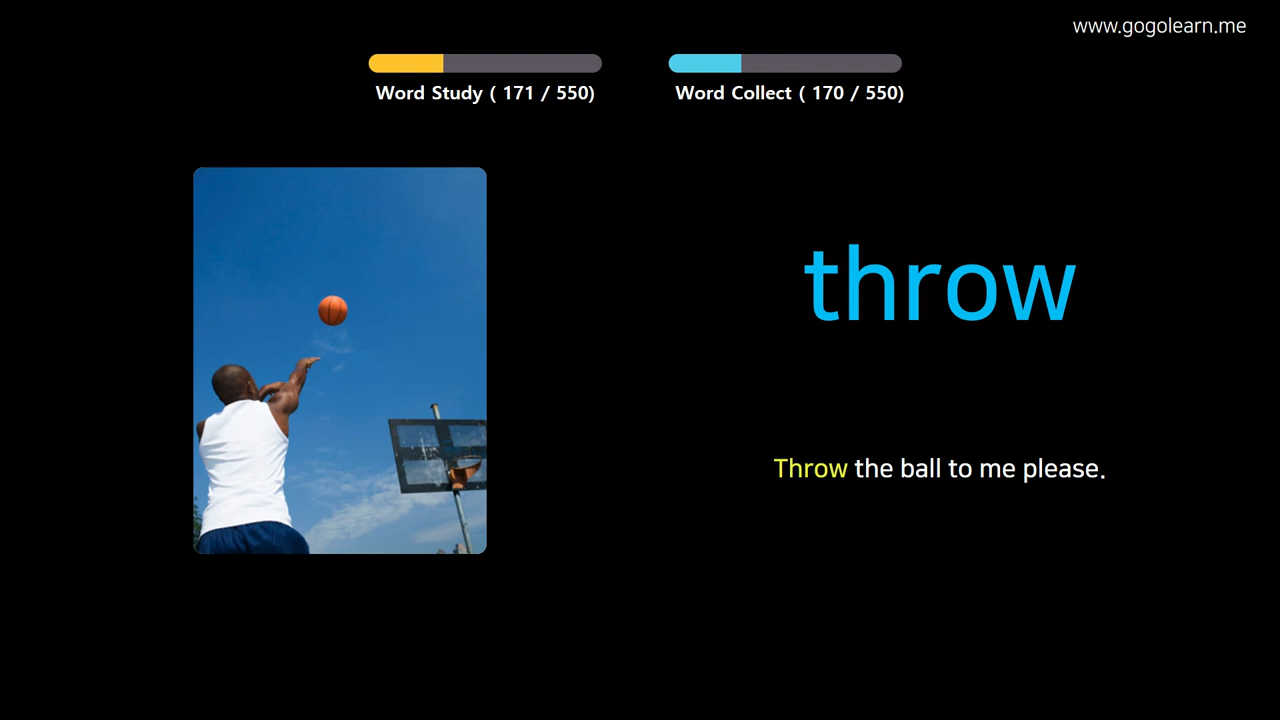 www.gogolearn.me
Word Study ( 171 / 550)
Word Collect ( 170 / 550)
throw
Throw the ball to me please.